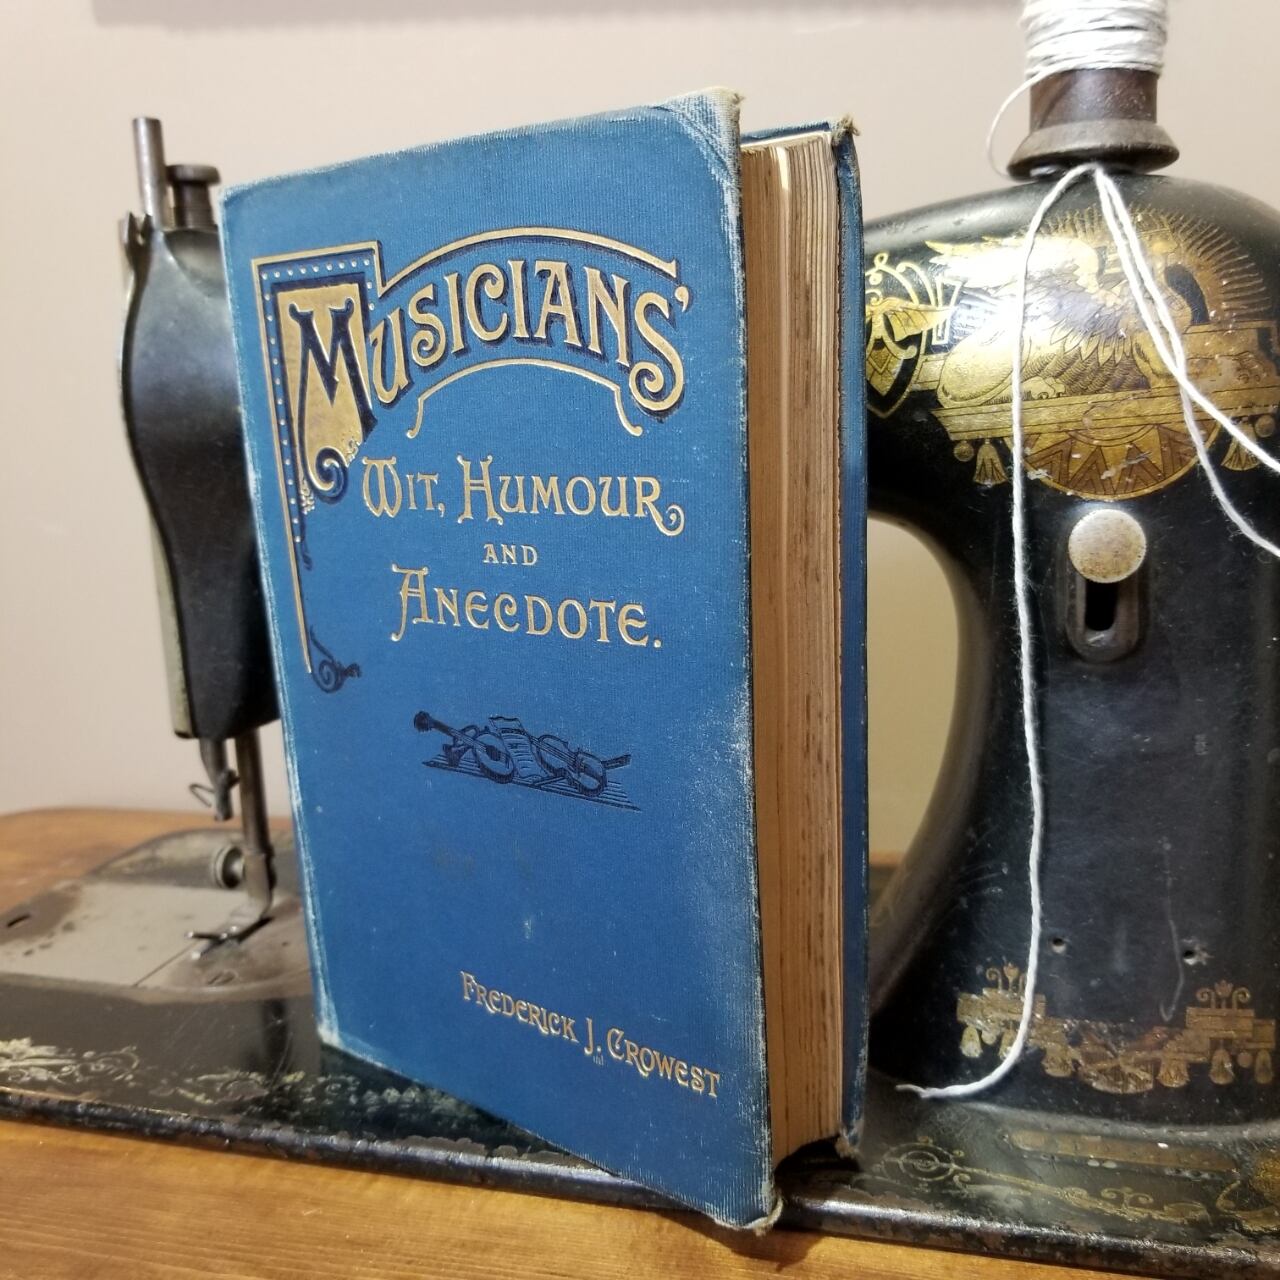 MUSICIANS'
WIT, HUMOUR,
AND
ANECDOTE.
FREDERICK J. CROWEST